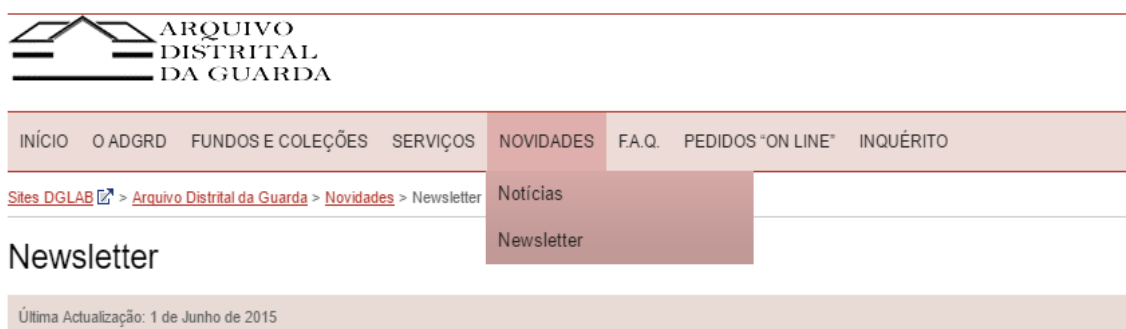 ARQUIVO
DISTRITAL
DA GUARDA
INÍCIO O ADGRD FUNDOS E COLEÇÕES SERVIÇOS NOVIDADES F.A.Q. PEDIDOS “ON LINE” INQUÉRITO
Sites DGLAB > Arquivo Distrital da Guarda > Novidades > Newsletter
Notícias
Newsletter
Newsletter
Última Actualização: 1 de Junho de 2015